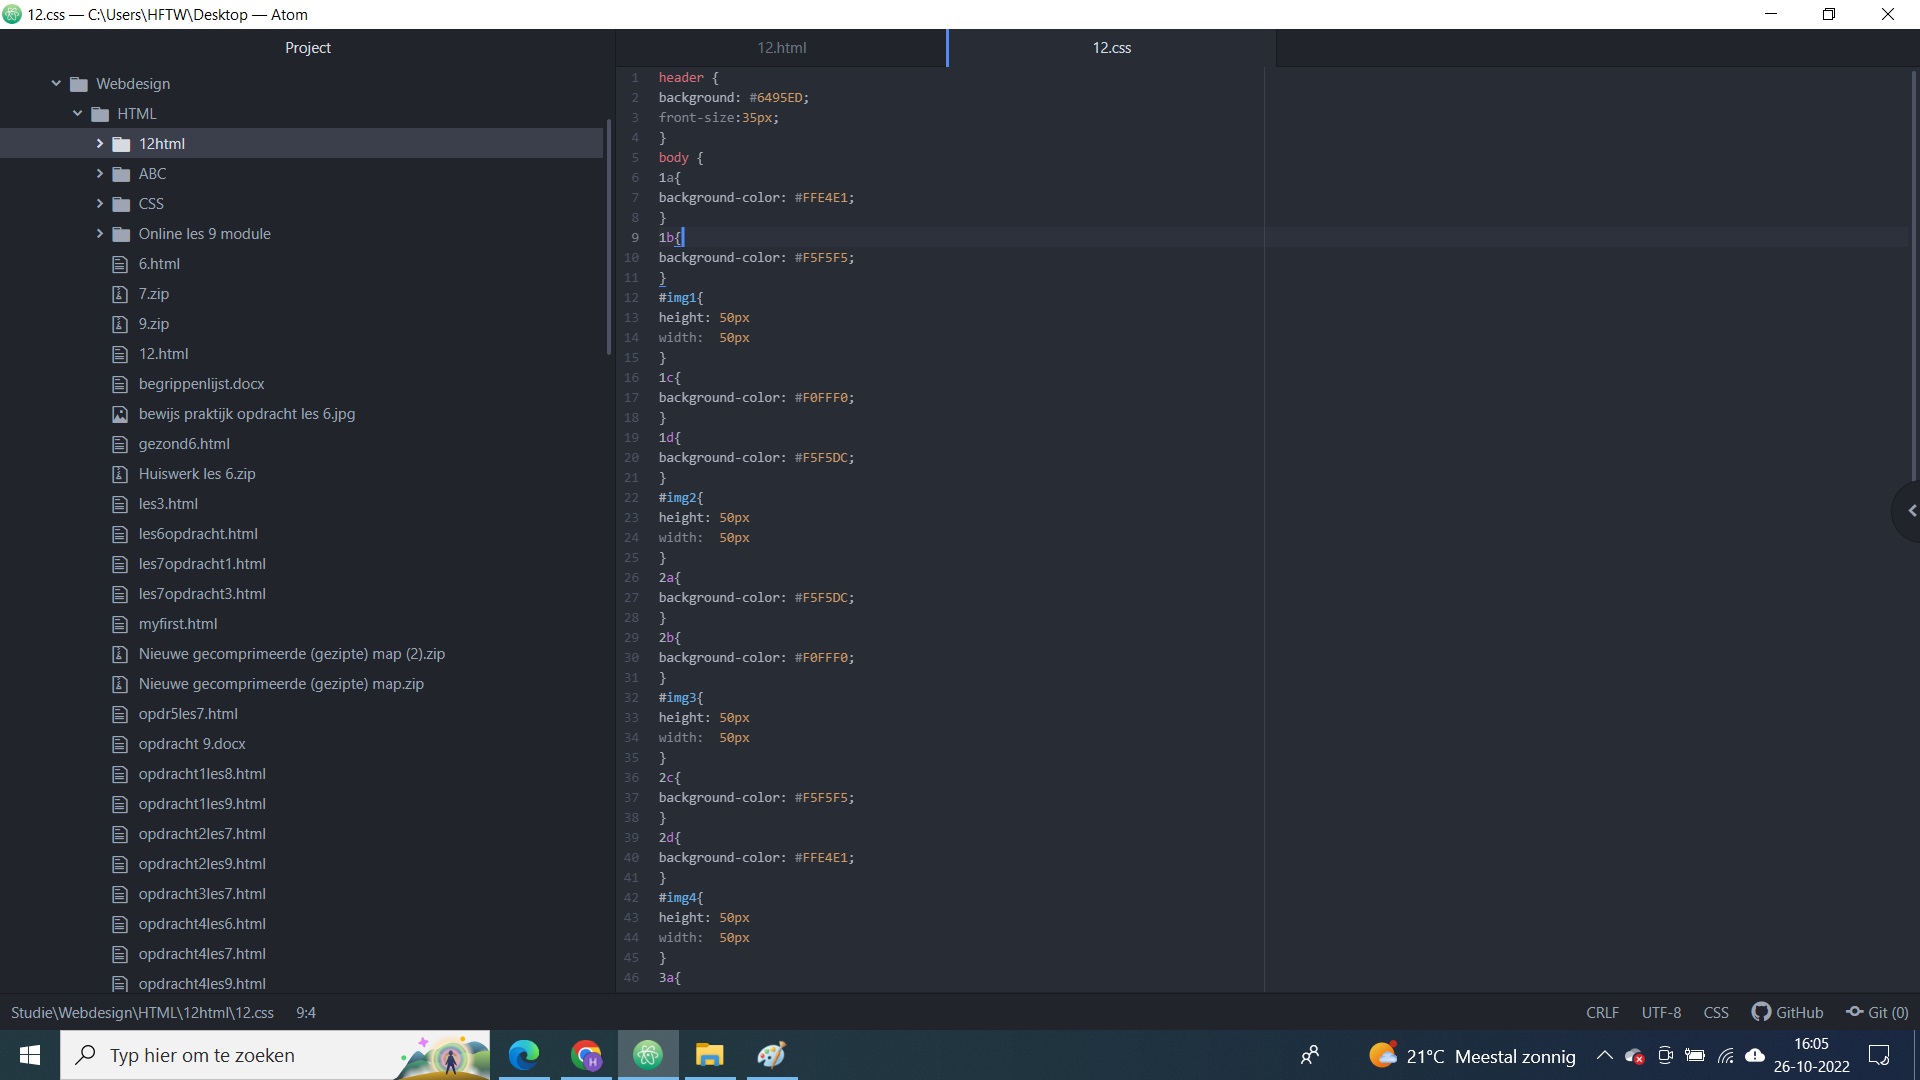 12.css — C:\Users\HFTW\Desktop — Atom
Project
Webdesign
HTML
12html
ABC
CSS
Online les 9 module
6.html
7.zip
9.zip
12.html
begrippenlijst.docx
bewijs praktijk opdracht les 6.jpg
gezond6.html
Huiswerk les 6.zip
les3.html
les6opdracht.html
les7opdracht1.html
les7opdracht3.html
myfirst.html
Nieuwe gecomprimeerde (gezipte) map (2).zip
Nieuwe gecomprimeerde (gezipte) map.zip
opdr5les7.html
opdracht 9.docx
opdracht1les8.html
opdracht1les9.html
opdracht2les7.html
opdracht2les9.html
opdracht3les7.html
opdracht4les6.html
opdracht4les7.html
opdracht4les9.html
12.html
12.css
1 header {
2 background: #6495ED;
3 front-size:35px;
4 }
5 body {
6 1a{
7 background-color: #FFE4E1;
8 }
9 1b{
10 background-color: #F5F5F5;
11 }
12 #img1{
13 height: 50px
14 width:  50px
15 }
16 1c{
17 background-color: #F0FFF0;
18 }
19 1d{
20 background-color: #F5F5DC;
21 }
22 #img2{
23 height: 50px
24 width:  50px
25 }
26 2a{
27 background-color: #F5F5DC;
28 }
29 2b{
30 background-color: #F0FFF0;
31 }
32 #img3{
33 height: 50px
34 width:  50px
35 }
36 2c{
37 background-color: #F5F5F5;
38 }
39 2d{
40 background-color: #FFE4E1;
41 }
42 #img4{
43 height: 50px
44 width:  50px
45 }
46 3a{
Studie\Webdesign\HTML\12html\12.css 9:4
CRLF UTF-8 CSS GitHub Git (0)
Typ hier om te zoeken
H
21°C Meestal zonnig
16:05
26-10-2022